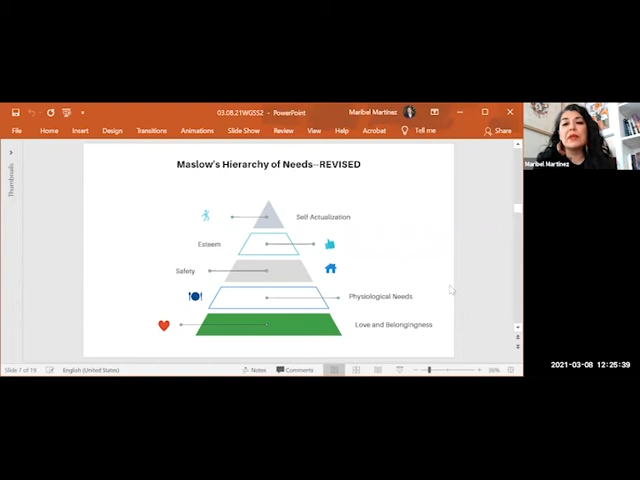 03.08.21WGSS2 - PowerPoint
Maribel Martinez
File Home Insert Design Transitions Animations Slide Show Review View Help Acrobat Tell me Share
Thumbnails
Maslow's Hierarchy of Needs--REVISED
Self Actualization
Esteem
Safety
Physiological Needs
Love and Belongingness
Slide 7 of 19 English (United States) Notes Comments 36%
Maribel Martinez
2021-03-08 12:25:39